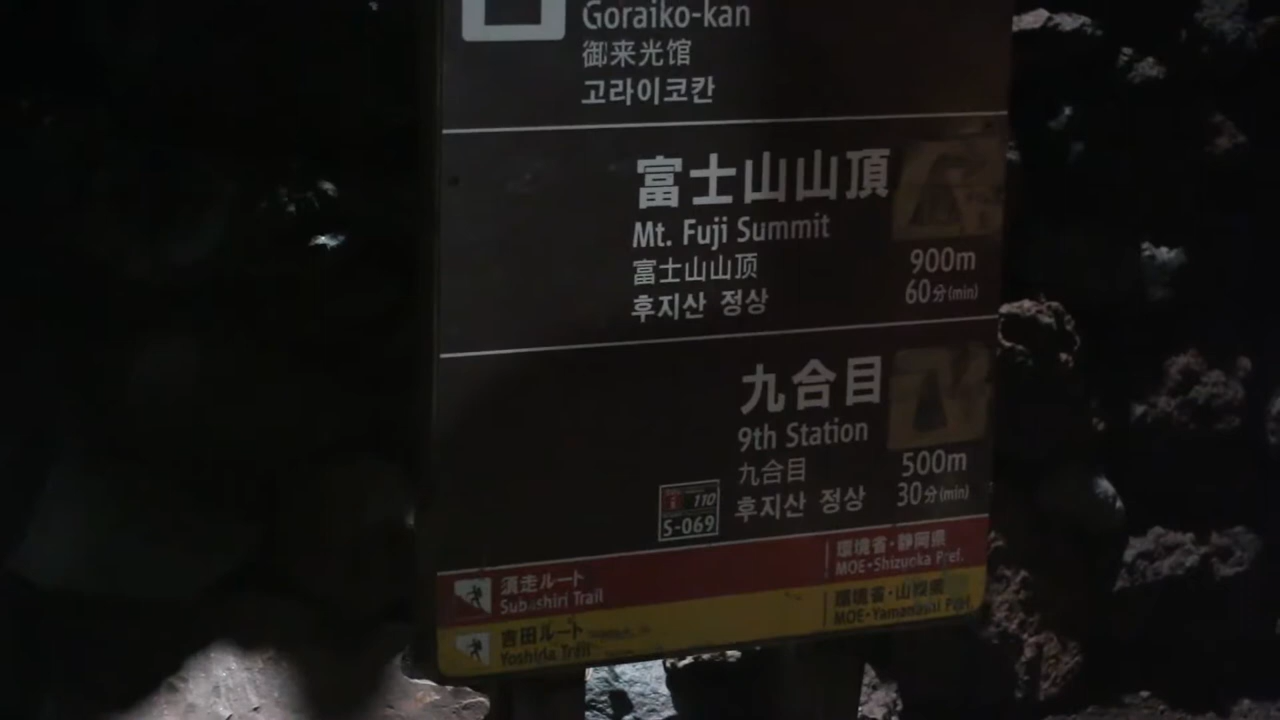 Goraiko-kan
御来光馆
고라이코칸
富士山山頂
Mt. Fuji Summit
富士山山顶
후지산 정상
900m
60分(min)
九合目
9th Station
九合目
후지산 정상
500m
30分(min)
110
S-069
須走ルート
Subashiri Trail
環境省・静岡県
MOE・Shizuoka Pref.
吉田ルート
Yoshida Trail
環境省・山梨県
MOE・Yamanashi Pref.